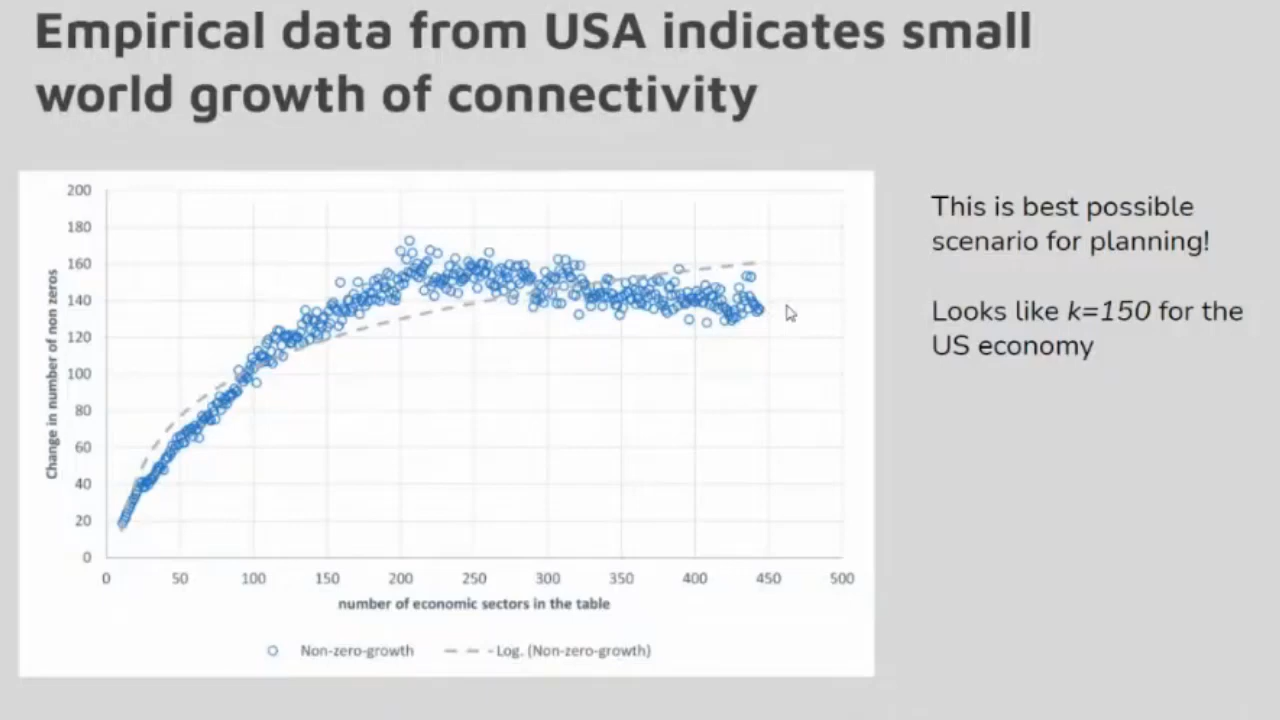 Empirical data from USA indicates small
world growth of connectivity
200
180
160
140
120
100
80
60
40
20
0
Change in number of non zeros
0 50 100 150 200 250 300 350 400 450 500
number of economic sectors in the table
Non-zero-growth
Log. (Non-zero-growth)
This is best possible
scenario for planning!
Looks like k=150 for the
US economy